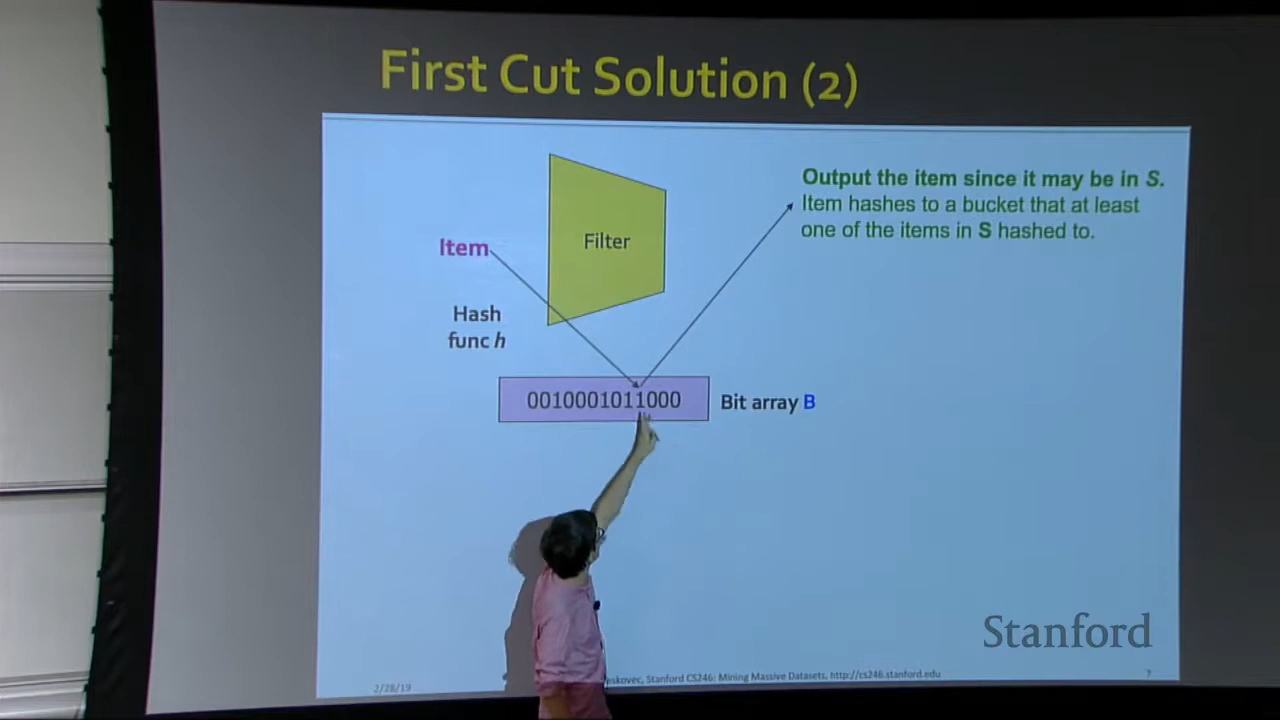 First Cut Solution (2)
Output the item since it may be in S.
Item hashes to a bucket that at least
one of the items in S hashed to.
Item
Filter
Hash
func h
0010001011000
Bit array B
Stanford
2/28/19
eskovec, Stanford CS246: Mining Massive Datasets, http://cs246.stanford.edu
7